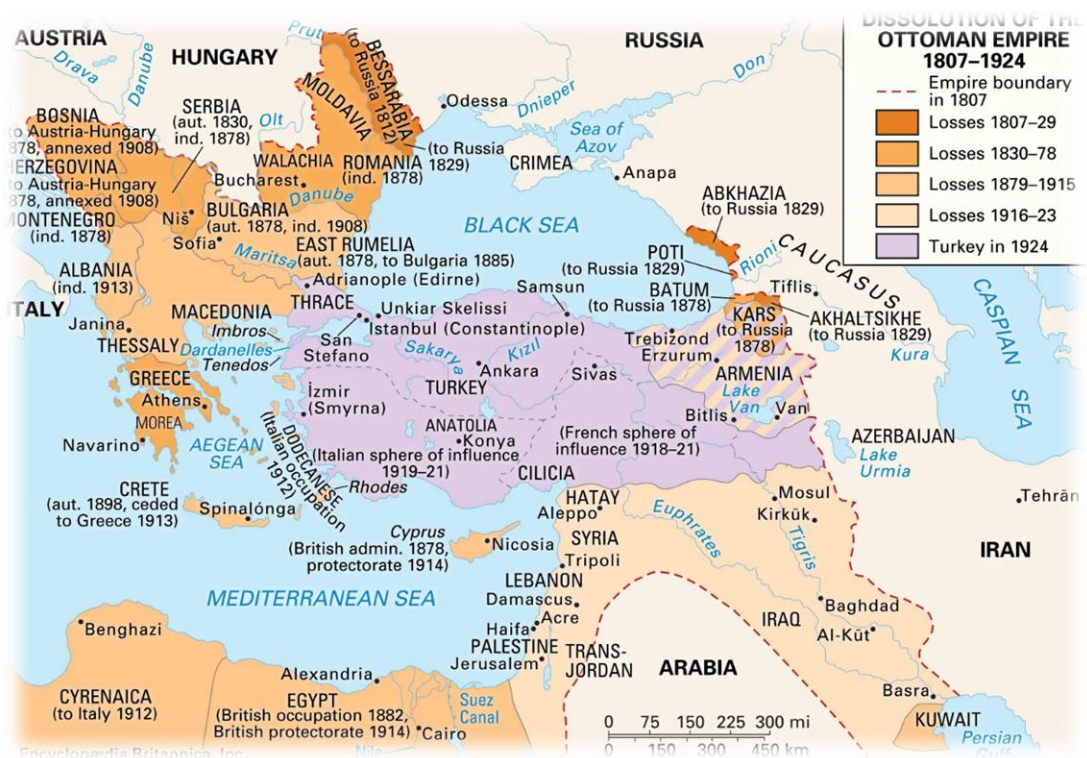 DISSOLUTION OF THE
OTTOMAN EMPIRE
1807–1924
Empire boundary
in 1807
Losses 1807–29
Losses 1830–78
Losses 1879–1915
Losses 1916–23
Turkey in 1924
AUSTRIA
Drava
Danube
HUNGARY
Prut
BESSARABIA
(to Russia 1812)
MOLDAVIA
RUSSIA
Don
Dnieper
Odessa
Sea of
Azov
BOSNIA
to Austria-Hungary
878, annexed 1908)
HERZEGOVINA
to Austria-Hungary
878, annexed 1908)
MONTENEGRO
(ind. 1878)
SERBIA
(aut. 1830,
ind. 1878)
Olt
WALACHIA
Bucharest
Danube
ROMANIA
(ind. 1878)
(to Russia
1829)
CRIMEA
Anapa
ABKHAZIA
(to Russia 1829)
Niš
BULGARIA
(aut. 1878, ind. 1908)
Sofia
BLACK SEA
EAST RUMELIA
(aut. 1878, to Bulgaria 1885)
Maritsa
POTI
(to Russia 1829)
Rioni
CAUCASUS
ALBANIA
(ind. 1913)
Adrianople (Edirne)
Samsun
BATUM
(to Russia 1878)
Tiflis
CASPIAN SEA
ITALY
THRACE
Unkiar Skelissi
MACEDONIA
Janina
Imbros
Istanbul (Constantinople)
KARS
(to Russia
1878)
AKHALTSIKHE
(to Russia 1829)
THESSALY
Dardanelles
Tenedos
San
Stefano
Sakarya
Kızıl
Trebizond
Erzurum
Kura
GREECE
Ankara
Sivas
ARMENIA
TURKEY
Lake
Van
Athens
İzmir
(Smyrna)
MOREA
ANATOLIA
Bitlis
Van
Navarino
AEGEAN
SEA
Konya
(Italian sphere of influence
1919–21)
(French sphere of
influence 1918–21)
AZERBAIJAN
Lake
Urmia
DODECANESE
(Italian occupation
1912)
CILICIA
Rhodes
CRETE
(aut. 1898, ceded
to Greece 1913)
Spinalónga
HATAY
Aleppo
Euphrates
Mosul
Kirkūk
Tigris
Tehrān
Cyprus
(British admin. 1878,
protectorate 1914)
Nicosia
SYRIA
Tripoli
IRAN
LEBANON
MEDITERRANEAN SEA
Damascus
Acre
Haifa
PALESTINE
Jerusalem
TRANS-
JORDAN
IRAQ
Baghdad
Al-Kūt
Benghazi
ARABIA
Alexandria
Basra
CYRENAICA
(to Italy 1912)
EGYPT
(British occupation 1882,
British protectorate 1914)
Suez
Canal
Cairo
KUWAIT
Persian
Gulf
0 75 150 225 300 mi
0 150 300 450 km
Nile
Encyclopædia Britannica, Inc.